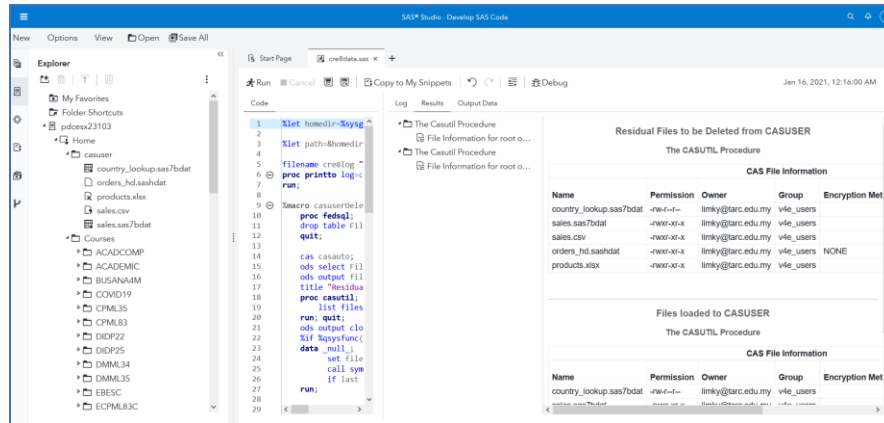 SAS® Studio - Develop SAS Code
New Options View Open Save All
Explorer
My Favorites
Folder Shortcuts
pdcesx23103
Home
casuser
country_lookup.sas7bdat
orders_hd.sashdat
products.xlsx
sales.csv
sales.sas7bdat
Courses
ACADCOMP
ACADEMIC
BUSANA4M
COVID19
CPML35
CPML83
DIDP22
DIDP25
DMML34
DMML35
EBESC
ECPML83C
Start Page cre8data.sas × +
Run Cancel Copy to My Snippets Debug Jan 16, 2021, 12:16:00 AM
Code
1 %let homedir=%sysg
2
3 %let path=&homedir
4
5 filename cre8log "
6 proc printto log=c
7 run;
8
9 %macro casuserDele
10 proc fedsql;
11 drop table Fil
12 quit;
13
14 cas casauto;
15 ods select Fil
16 ods output fil
17 title "Residua
18 proc casutil;
19 list files
20 run; quit;
21 ods output clo
22 %if %qsysfunc(
23 data _null_;
24 set file
25 call sym
26 if last
27 run;
28
29
Log Results Output Data
The Casutil Procedure
File Information for root o...
The Casutil Procedure
File Information for root o...
Residual Files to be Deleted from CASUSER
The CASUTIL Procedure
CAS File Information
Name Permission Owner Group Encryption Met
country_lookup.sas7bdat -rw-r--r-- limky@tarc.edu.my v4e_users
sales.sas7bdat -rwxr-xr-x limky@tarc.edu.my v4e_users
sales.csv -rwxr-xr-x limky@tarc.edu.my v4e_users
orders_hd.sashdat -rwxr-xr-x limky@tarc.edu.my v4e_users NONE
products.xlsx -rwxr-xr-x limky@tarc.edu.my v4e_users
Files loaded to CASUSER
The CASUTIL Procedure
CAS File Information
Name Permission Owner Group Encryption Met
country_lookup.sas7bdat -rw-r--r-- limky@tarc.edu.my v4e_users